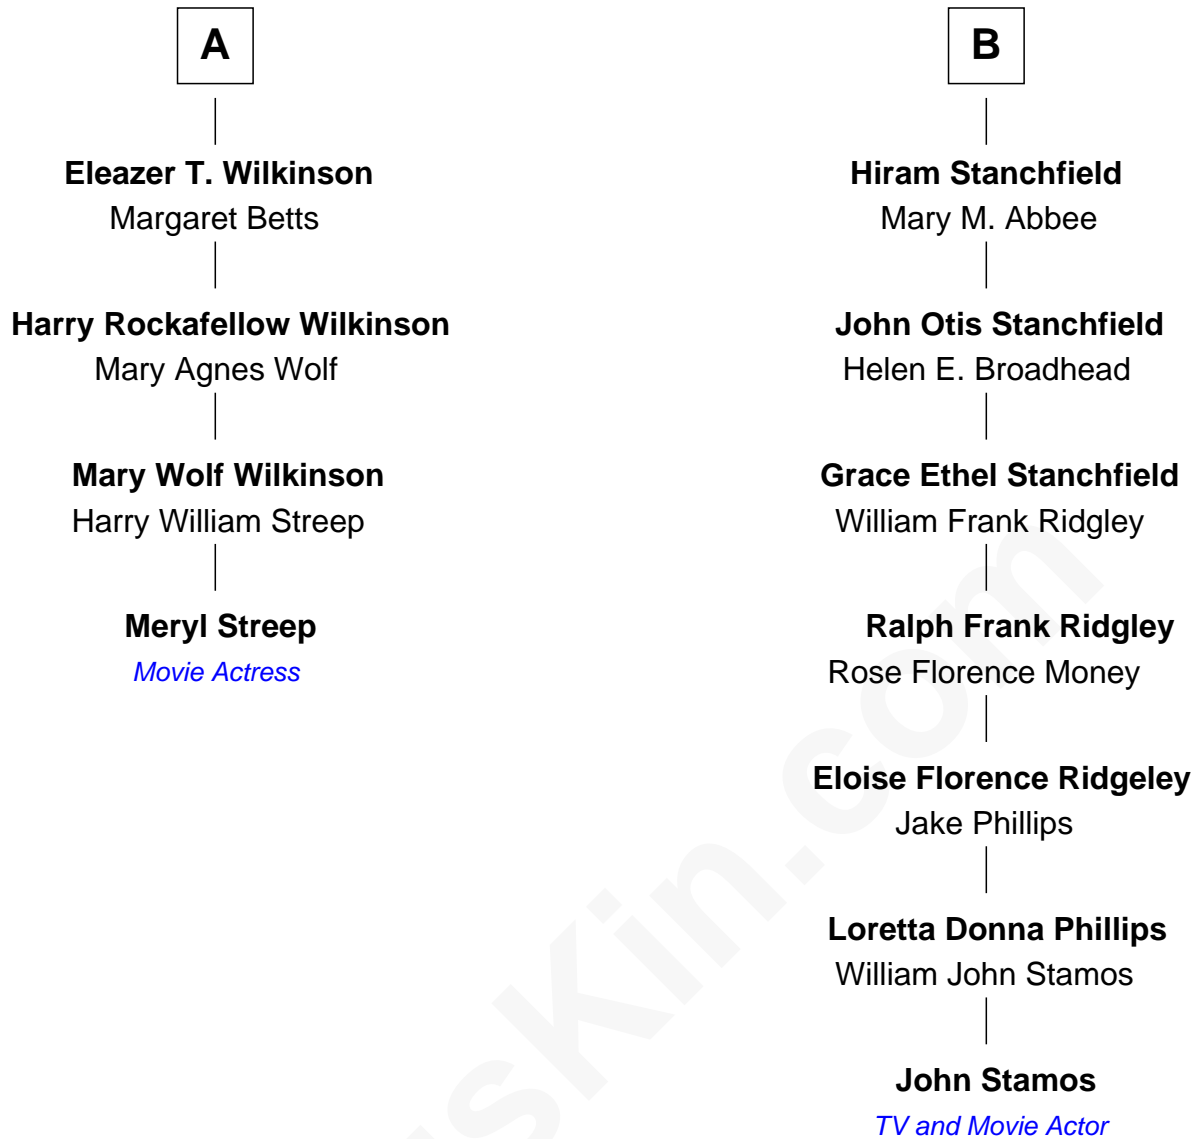 A
Eleazer T. Wilkinson
Margaret Betts
Harry Rockafellow Wilkinson
Mary Agnes Wolf
Mary Wolf Wilkinson
Harry William Streep
Meryl Streep
Movie Actress
B
Hiram Stanchfield
Mary M. Abbee
John Otis Stanchfield
Helen E. Broadhead
Grace Ethel Stanchfield
William Frank Ridgley
Ralph Frank Ridgley
Rose Florence Money
Eloise Florence Ridgeley
Jake Phillips
Loretta Donna Phillips
William John Stamos
John Stamos
TV and Movie Actor
sKin.com